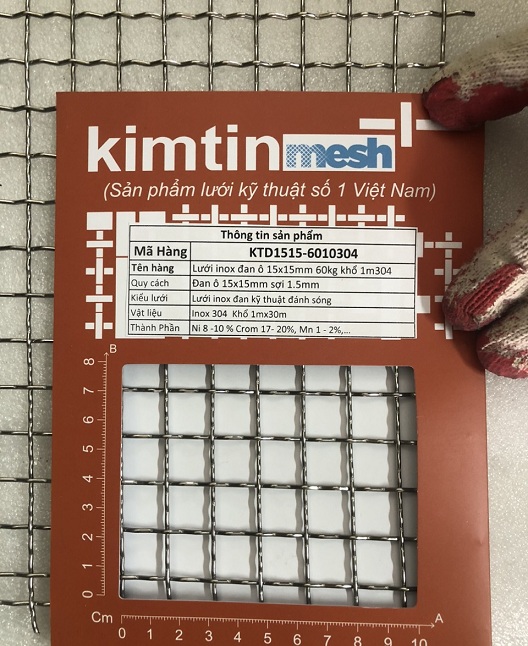 kimtin mesh
(Sản phẩm lưới kỹ thuật số 1 Việt Nam)
Thông tin sản phẩm
Mã Hàng KTD1515-6010304
Tên hàng Lưới inox đan ô 15x15mm 60kg khổ 1m304
Quy cách Đan ô 15x15mm sợi 1.5mm
Kiểu lưới Lưới inox đan kỹ thuật đánh sóng
Vật liệu Inox 304 Khổ 1mx30m
Thành Phần Ni 8 -10 % Crom 17- 20%, Mn 1 - 2%,...
B
8
7
6
5
4
3
2
1
0
Cm 0 1 2 3 4 5 6 7 8 9 10 A